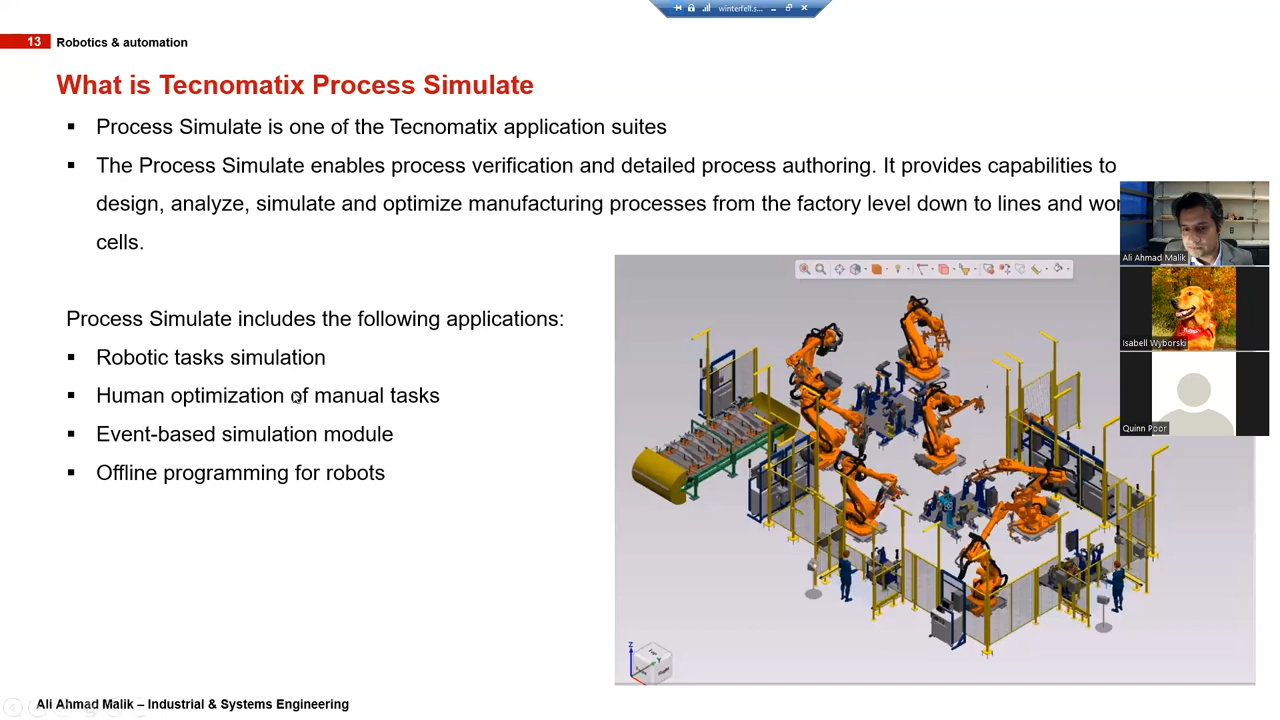 winterfell.s...
13 Robotics & automation
What is Tecnomatix Process Simulate
▪ Process Simulate is one of the Tecnomatix application suites
▪ The Process Simulate enables process verification and detailed process authoring. It provides capabilities to
design, analyze, simulate and optimize manufacturing processes from the factory level down to lines and wor
cells.
Process Simulate includes the following applications:
▪ Robotic tasks simulation
▪ Human optimization of manual tasks
▪ Event-based simulation module
▪ Offline programming for robots
Ali Ahmad Malik
Isabell Wyborski
Quinn Poor
Z
Y
Ali Ahmad Malik – Industrial & Systems Engineering